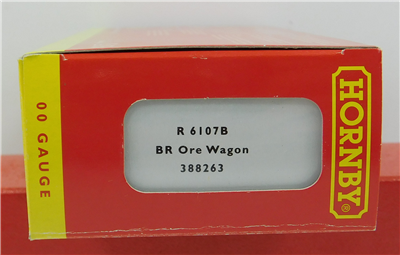 00 GAUGE
R 6107B
BR Ore Wagon
388263
HORNBY®